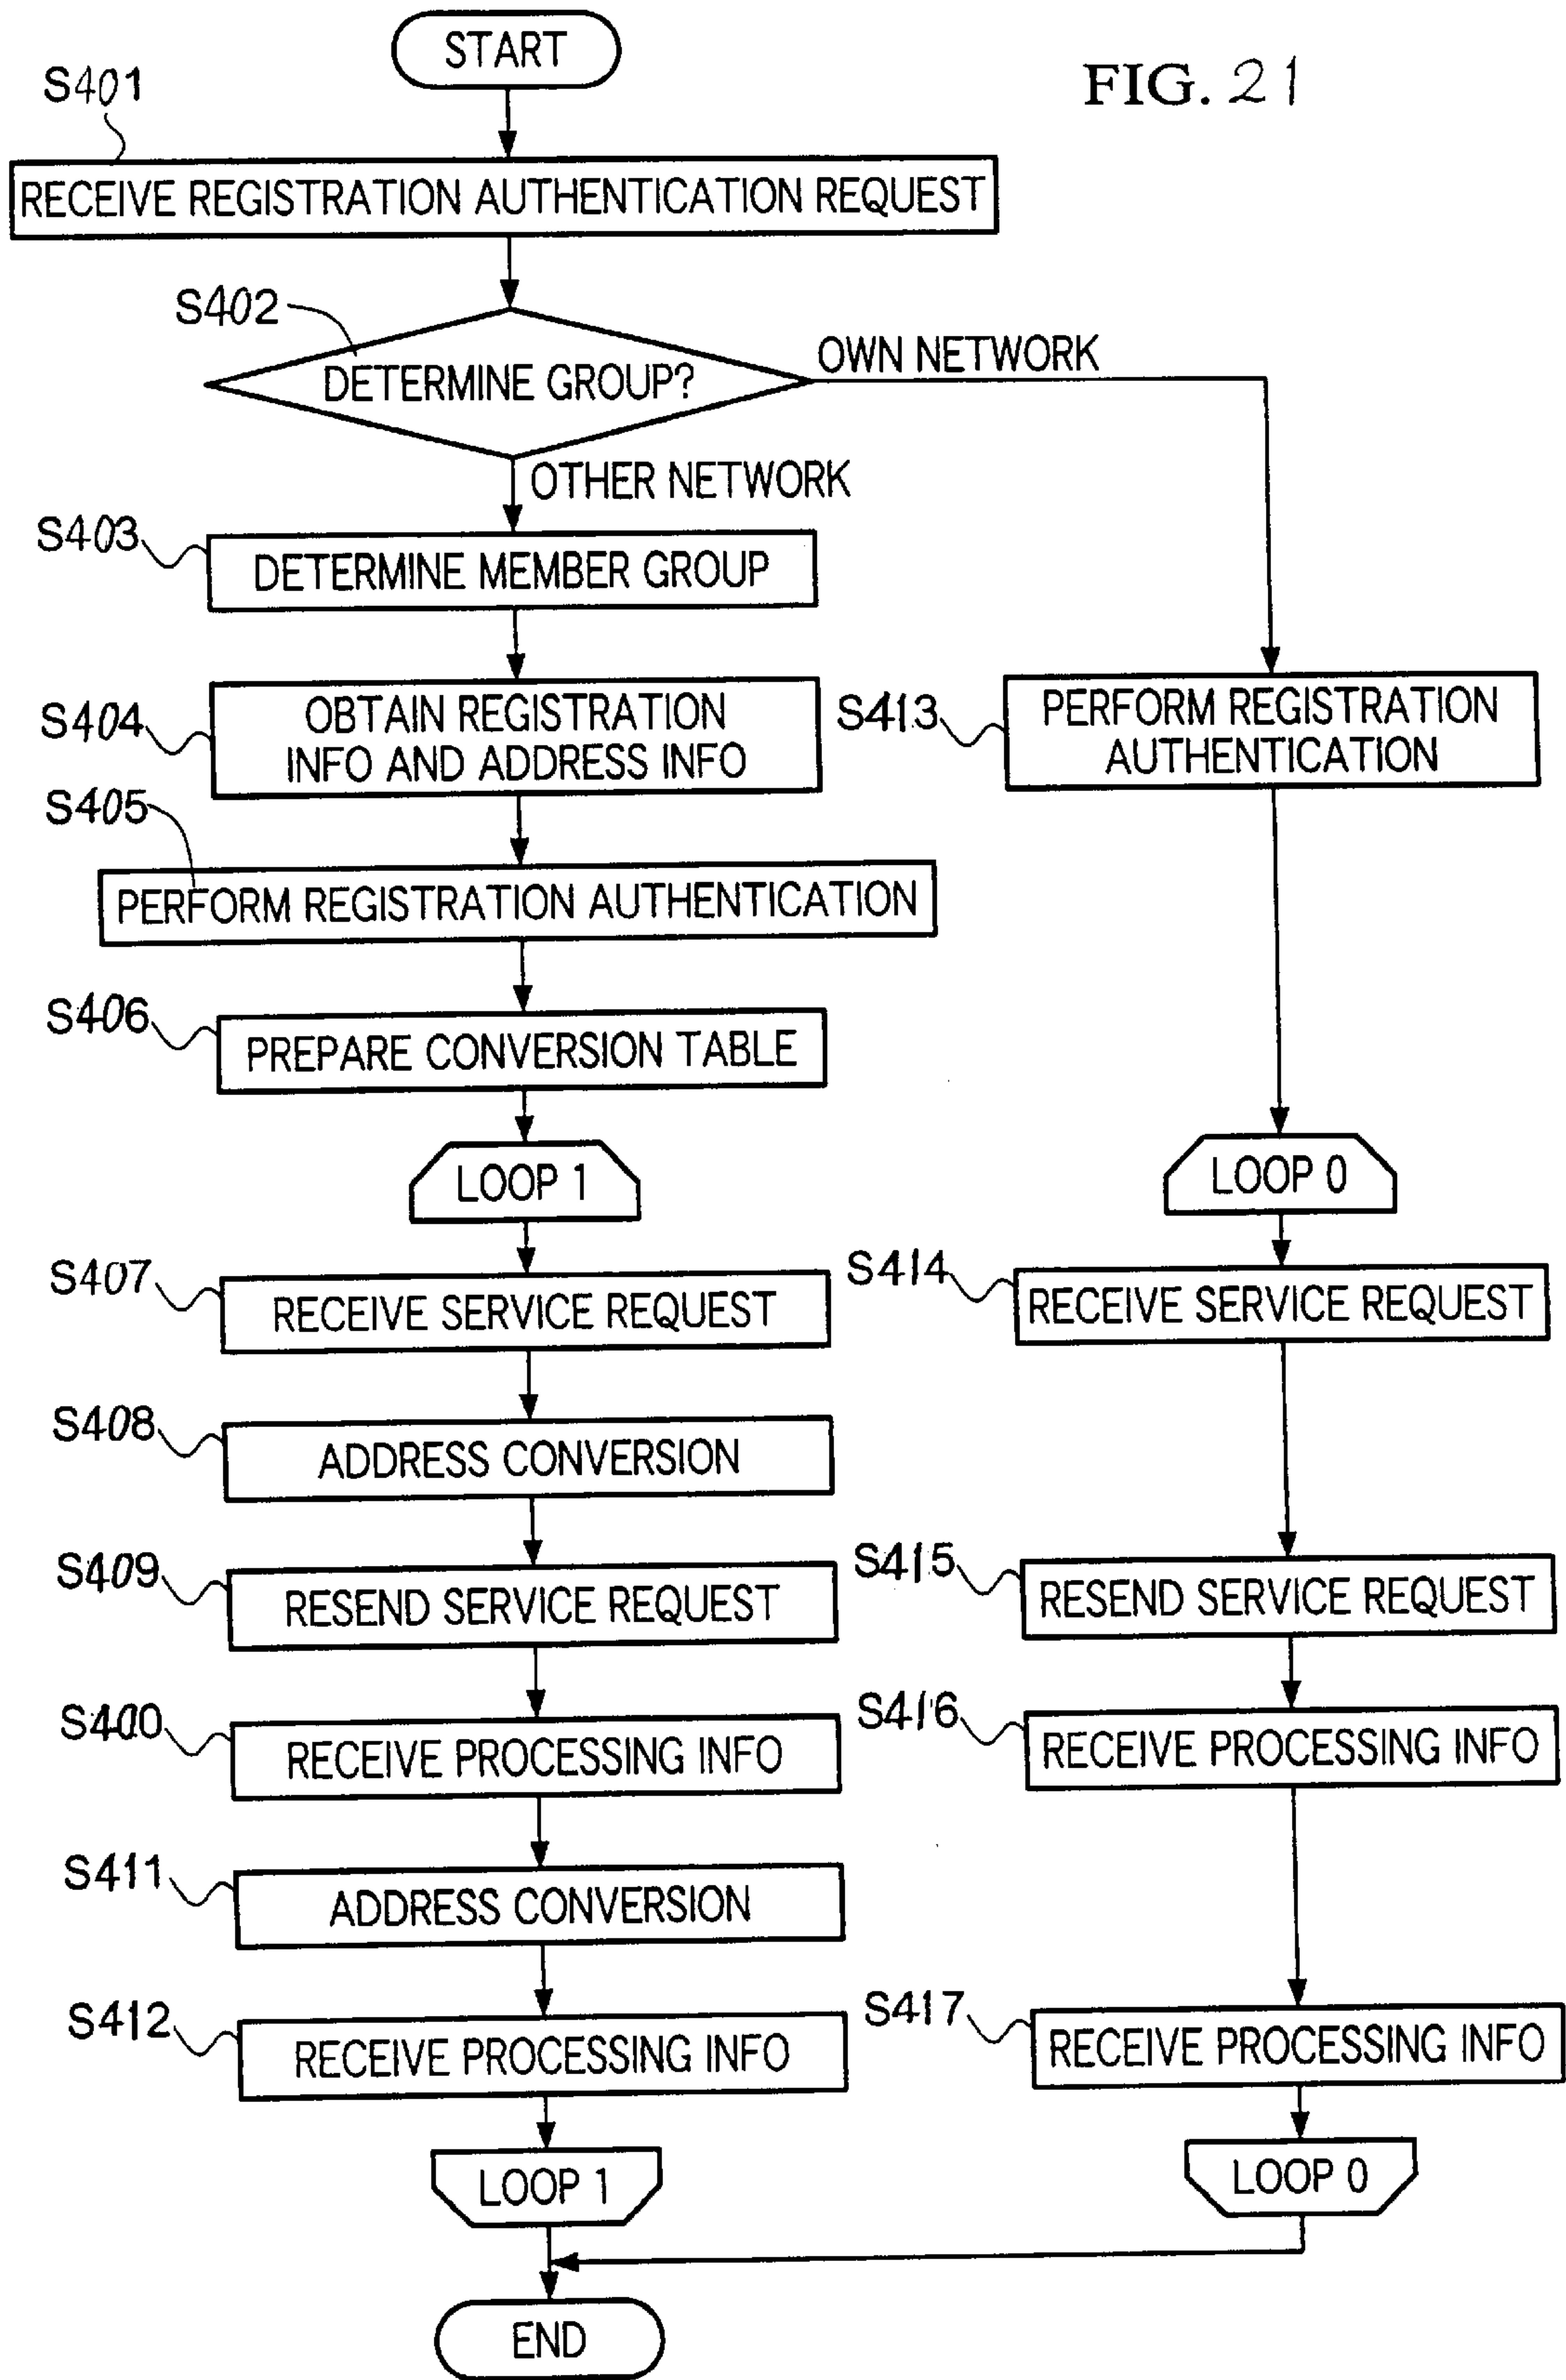 START
FIG. 21
S401
RECEIVE REGISTRATION AUTHENTICATION REQUEST
S402
DETERMINE GROUP?
OWN NETWORK
OTHER NETWORK
S403
DETERMINE MEMBER GROUP
S404
OBTAIN REGISTRATION
INFO AND ADDRESS INFO
S413
PERFORM REGISTRATION
AUTHENTICATION
S405
PERFORM REGISTRATION AUTHENTICATION
S406
PREPARE CONVERSION TABLE
LOOP 1
LOOP 0
S407
RECEIVE SERVICE REQUEST
S414
RECEIVE SERVICE REQUEST
S408
ADDRESS CONVERSION
S409
RESEND SERVICE REQUEST
S415
RESEND SERVICE REQUEST
S400
RECEIVE PROCESSING INFO
S416
RECEIVE PROCESSING INFO
S411
ADDRESS CONVERSION
S412
RECEIVE PROCESSING INFO
S417
RECEIVE PROCESSING INFO
LOOP 1
LOOP 0
END